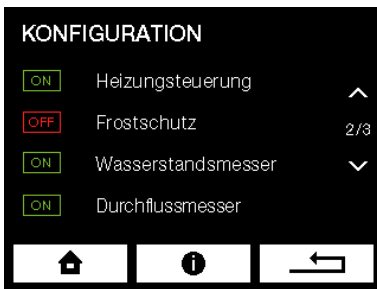 KONFIGURATION
ON Heizungsteuerung
OFF Frostschutz
2/3
ON Wasserstandsmesser
ON Durchflussmesser